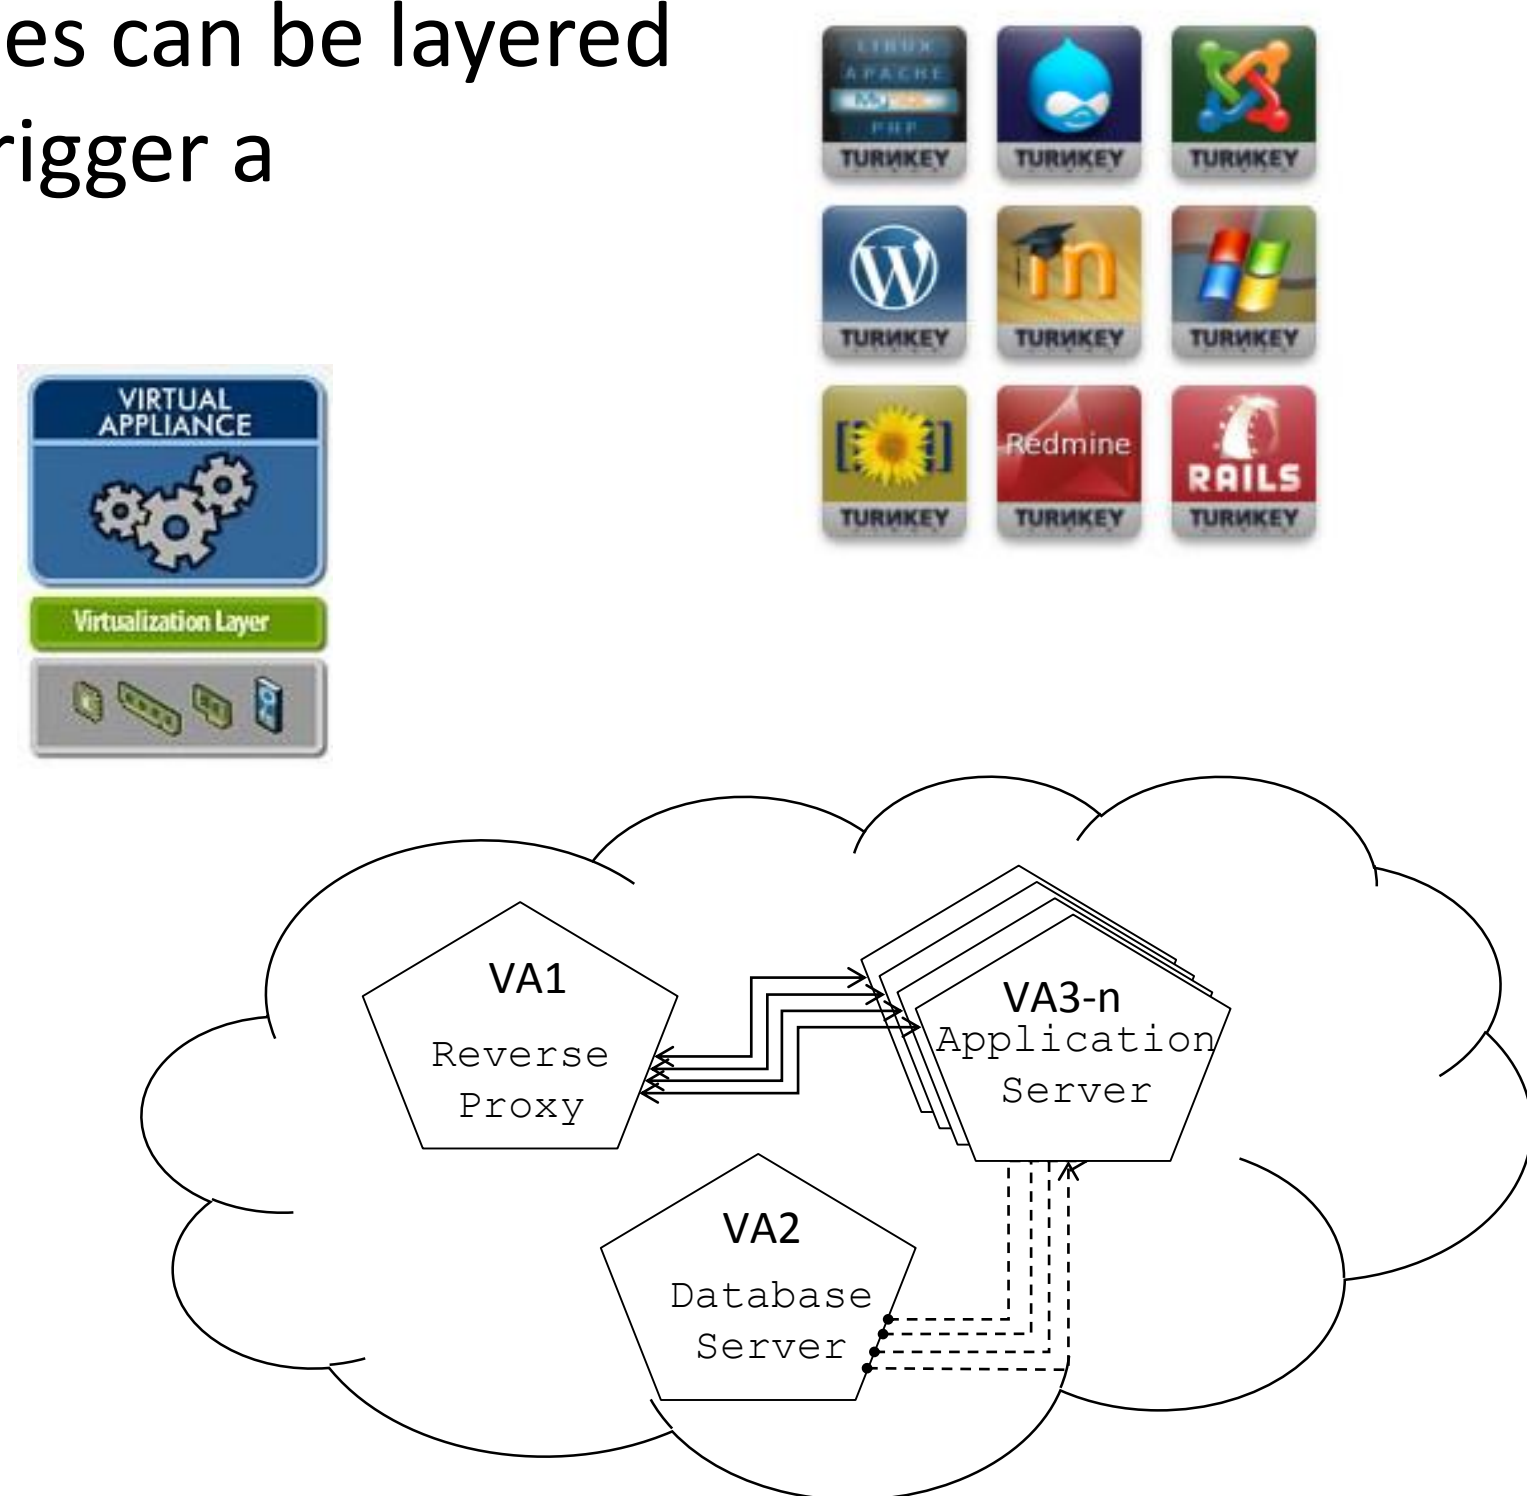 es can be layered
rigger a
LINUX
APACHE
MySQL
PHP
TURNKEY
TURNKEY
TURNKEY
W
TURNKEY
m
TURNKEY
TURNKEY
[ ]
TURNKEY
Redmine
TURNKEY
RAILS
TURNKEY
VIRTUAL
APPLIANCE
Virtualization Layer
VA1
Reverse
Proxy
VA3-n
Application
Server
VA2
Database
Server